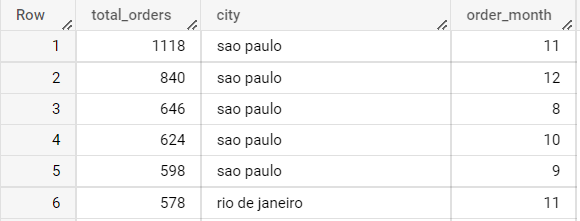 Row total_orders city order_month
1 1118 sao paulo 11
2 840 sao paulo 12
3 646 sao paulo 8
4 624 sao paulo 10
5 598 sao paulo 9
6 578 rio de janeiro 11